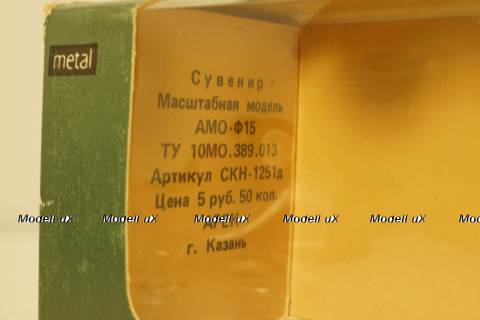 metal
Сувенир -
Масштабная модель
АМО-Ф15
ТУ 10МО.389.013
Артикул СКН-1251д
Цена 5 руб. 50 коп.
г. Казань
Modell uX Modell uX Modell uX Modell uX Modell uX